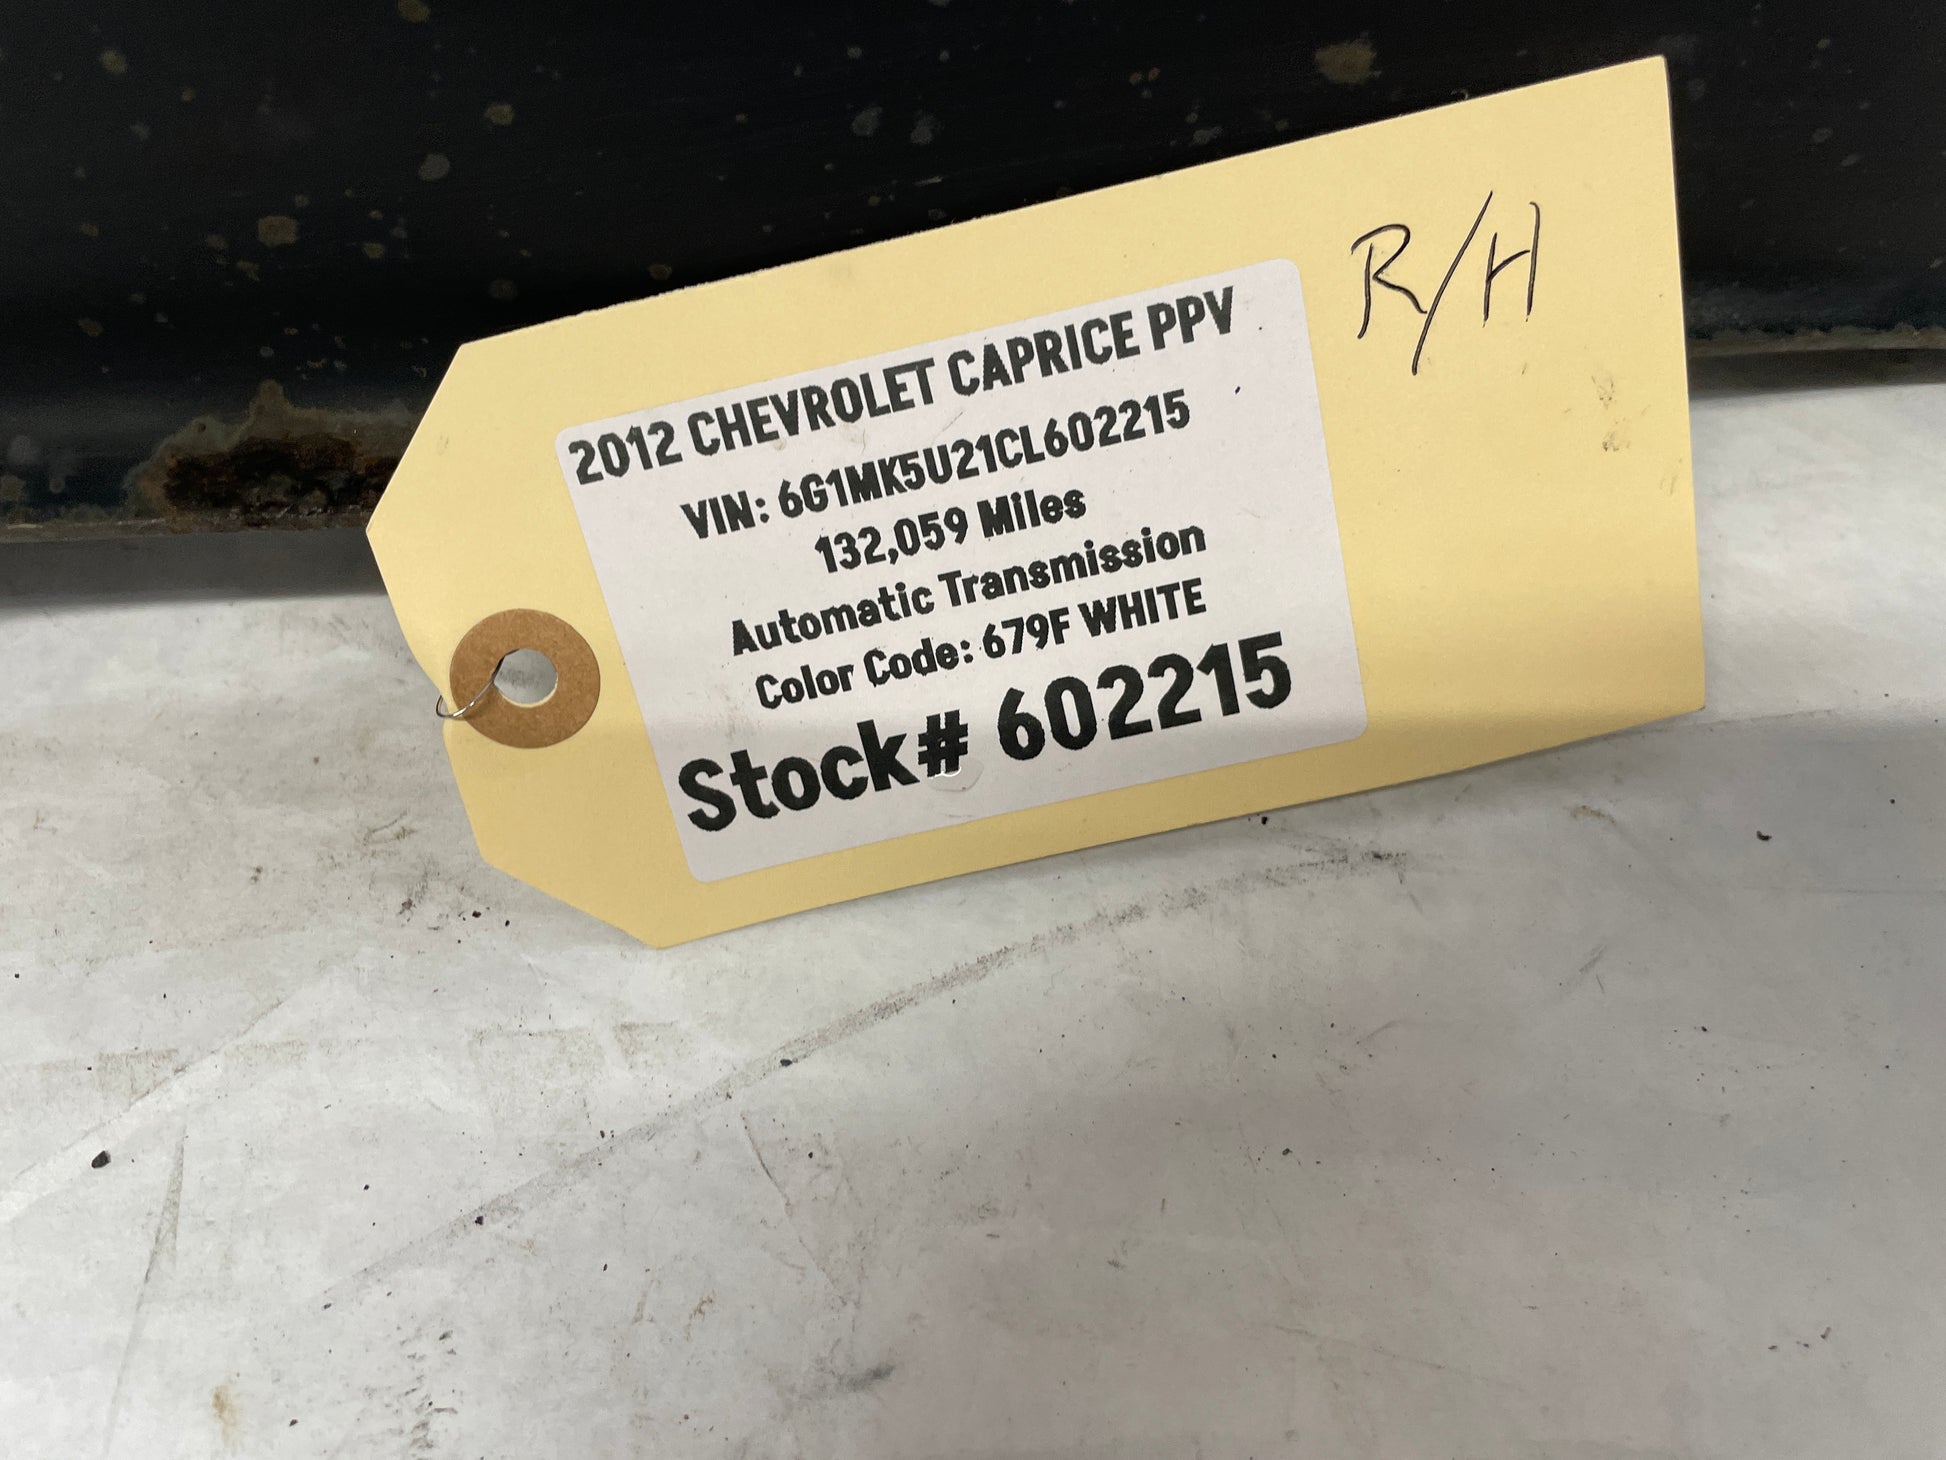 2012 CHEVROLET CAPRICE PPV
VIN: 6G1MK5U21CL602215
132,059 Miles
Automatic Transmission
Color Code: 679F WHITE
Stock# 602215
R/H